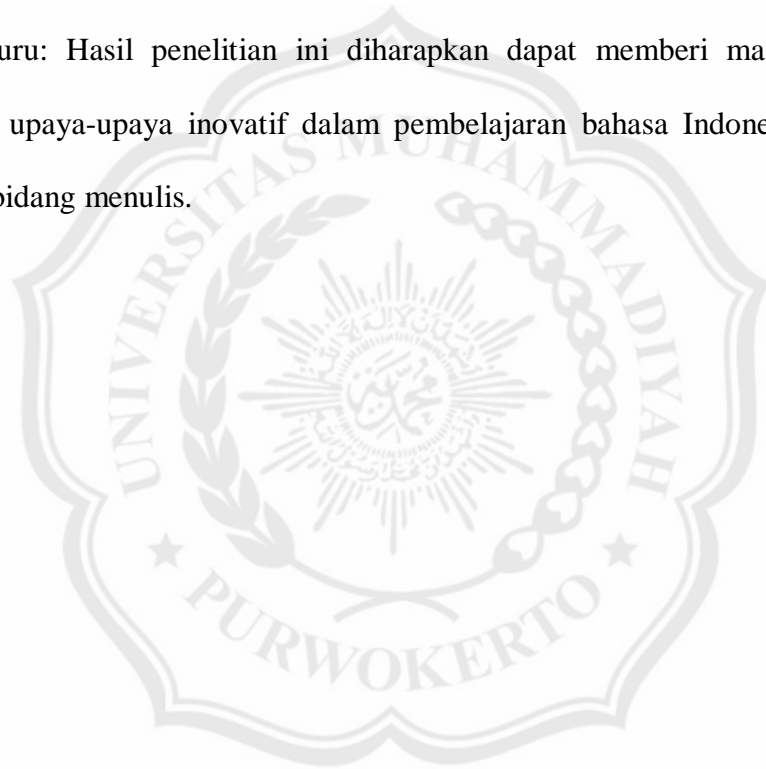 uru: Hasil penelitian ini diharapkan dapat memberi ma
upaya-upaya inovatif dalam pembelajaran bahasa Indone
bidang menulis.
UNIVERSITAS MUHAMMADIYAH
PURWOKERTO